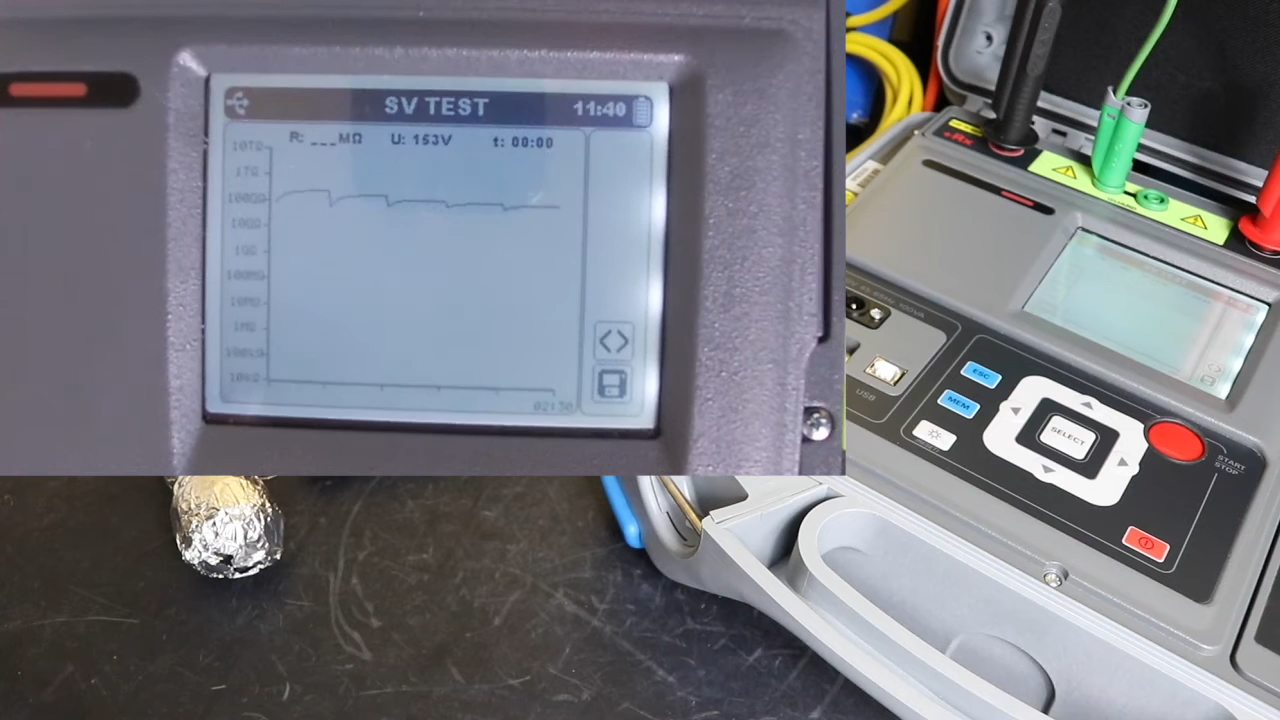 SV TEST 11:40
R: ___MΩ U: 153V t: 00:00
10TΩ
1TΩ
100GΩ
10GΩ
1GΩ
100MΩ
10MΩ
1MΩ
100kΩ
10kΩ
02:30
+Rx
GUARD
USB
ESC
MEM
SELECT
START
STOP